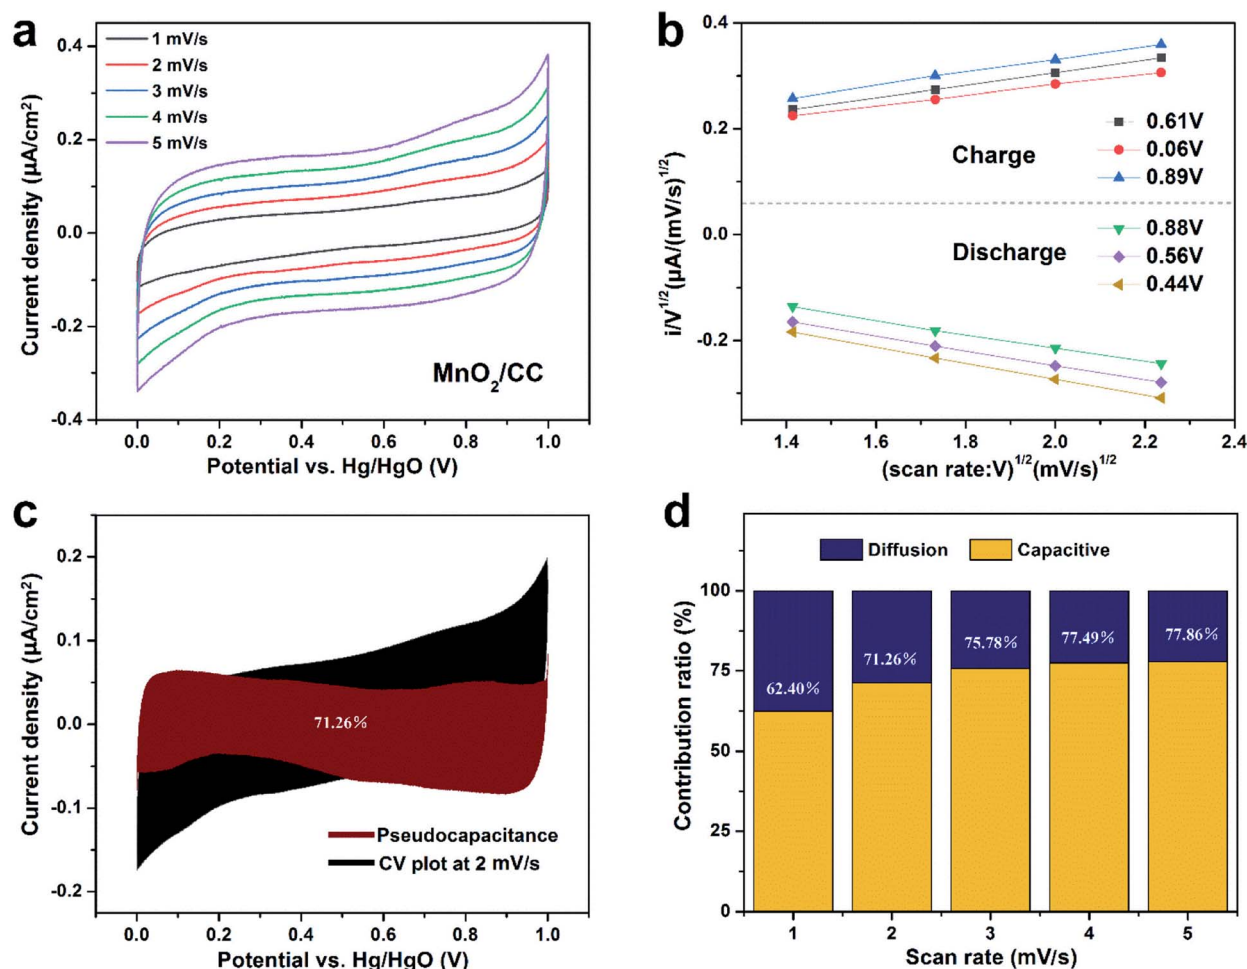 a
1 mV/s
2 mV/s
3 mV/s
4 mV/s
5 mV/s
0.4
0.2
0.0
-0.2
-0.4
Current density (μA/cm²)
MnO₂/CC
0.0 0.2 0.4 0.6 0.8 1.0
Potential vs. Hg/HgO (V)
b
0.4
0.2
0.0
-0.2
i/V^1/2 (μA/(mV/s)^1/2)
0.61V
0.06V
0.89V
Charge
Discharge
0.88V
0.56V
0.44V
1.4 1.6 1.8 2.0 2.2 2.4
(scan rate:V)^1/2(mV/s)^1/2
c
0.2
0.1
0.0
-0.1
-0.2
Current density (μA/cm²)
71.26%
Pseudocapacitance
CV plot at 2 mV/s
0.0 0.2 0.4 0.6 0.8 1.0
Potential vs. Hg/HgO (V)
d
Diffusion Capacitive
100
75
50
25
0
Contribution ratio (%)
62.40% 71.26% 75.78% 77.49% 77.86%
1 2 3 4 5
Scan rate (mV/s)